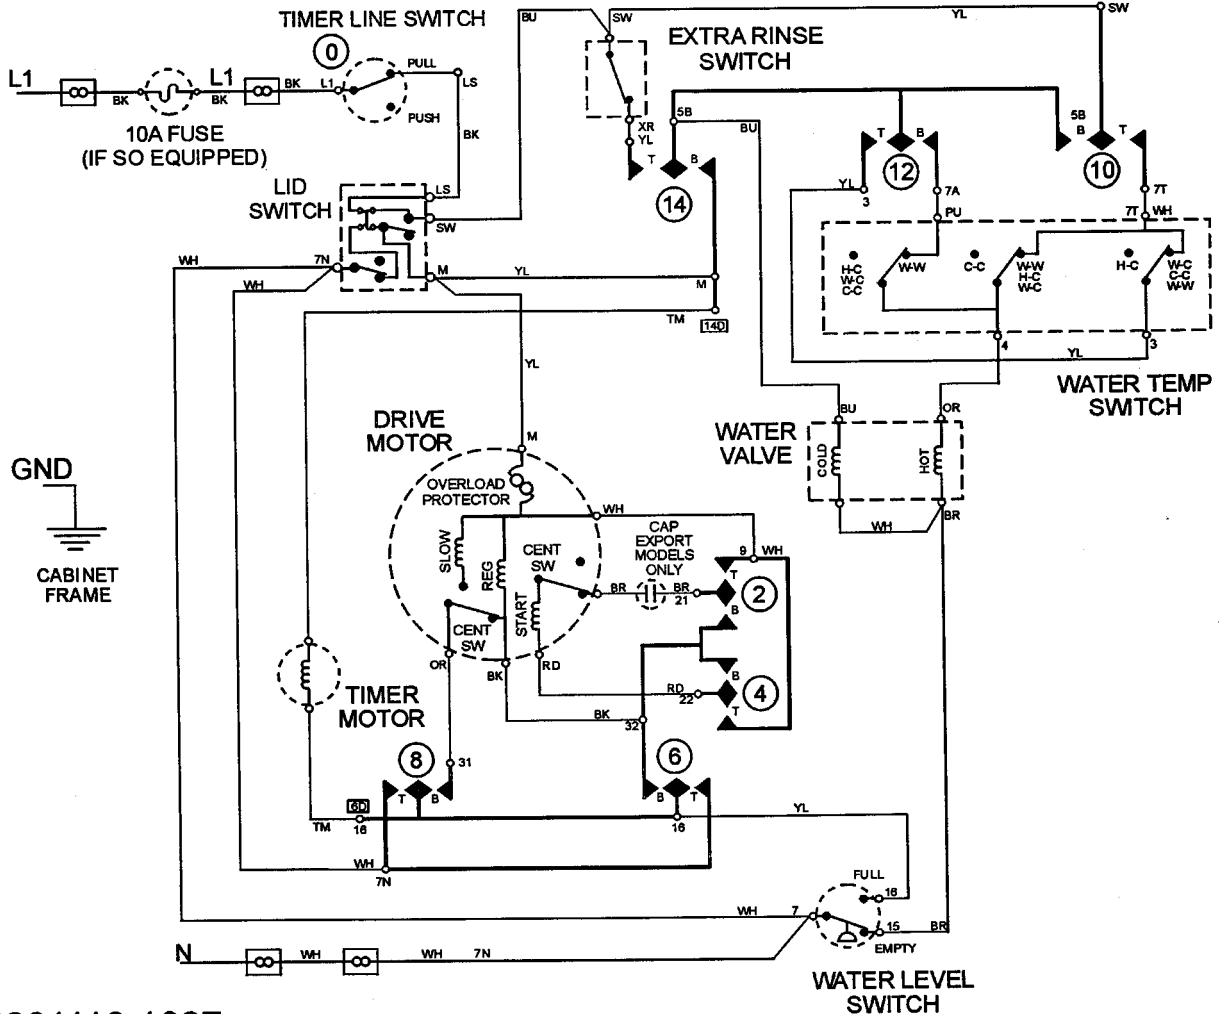 TIMER LINE SWITCH
0
BU
SW
YL
SW
EXTRA RINSE
SWITCH
L1
BK
L1
BK
BK
L1
PULL
LS
PUSH
BK
10A FUSE
(IF SO EQUIPPED)
XR
YL
5B
BU
5B
T
B
B
T
12
10
LID
SWITCH
LS
SW
T
B
14
YL
3
7A
PU
7T
7T
WH
WH
7N
WH
M
YL
M
H-C
W-C
C-C
W-W
C-C
W-W
H-C
W-C
H-C
W-C
C-C
W-W
TM
14D
4
3
YL
YL
WATER TEMP
SWITCH
DRIVE
MOTOR
M
BU
OR
WATER
VALVE
COLD
HOT
GND
OVERLOAD
PROTECTOR
WH
BR
WH
CAP
EXPORT
MODELS
ONLY
SLOW
REG
CENT
SW
START
9
WH
T
CABINET
FRAME
BR
BR
21
2
B
CENT
SW
OR
BK
RD
B
RD
22
4
T
TIMER
MOTOR
BK
32
8
31
6
T
B
B
T
6D
TM
16
16
YL
WH
7N
FULL
16
WH
7
15
BR
EMPTY
N
WH
WH
7N
WATER LEVEL
SWITCH